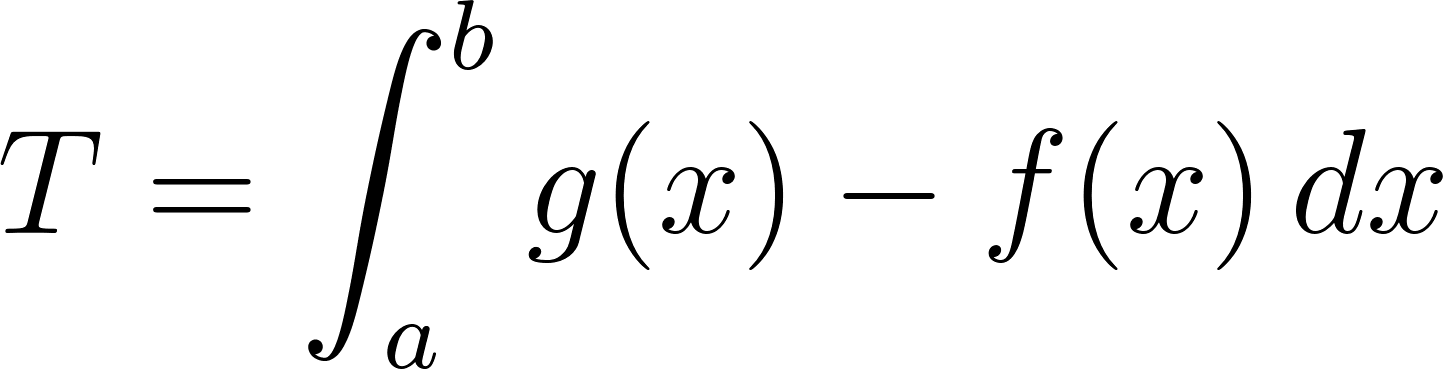 T = ∫_a^b g(x) − f(x) dx